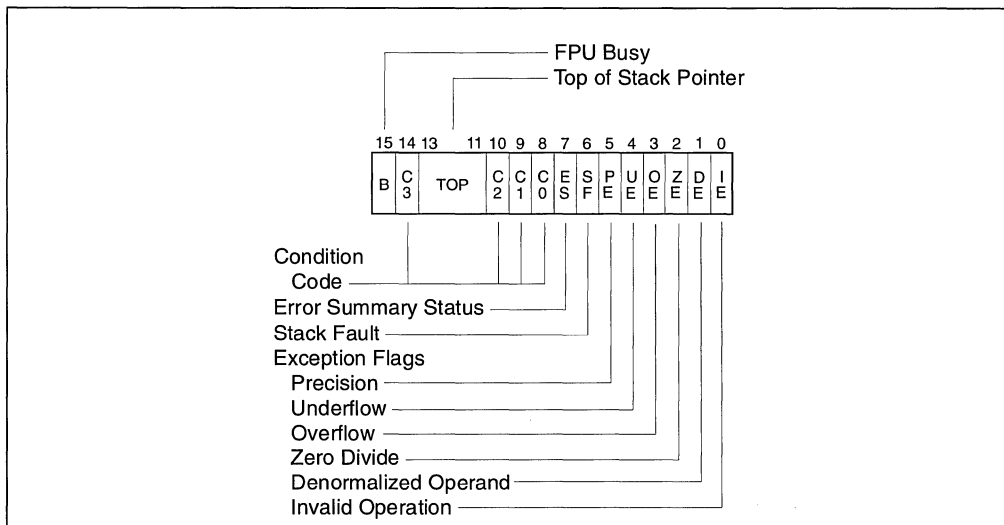 FPU Busy
Top of Stack Pointer
15 14 13 11 10 9 8 7 6 5 4 3 2 1 0
B C3 TOP C2 C1 C0 ES SF PE UE OE ZE DE IE
Condition
Code
Error Summary Status
Stack Fault
Exception Flags
Precision
Underflow
Overflow
Zero Divide
Denormalized Operand
Invalid Operation